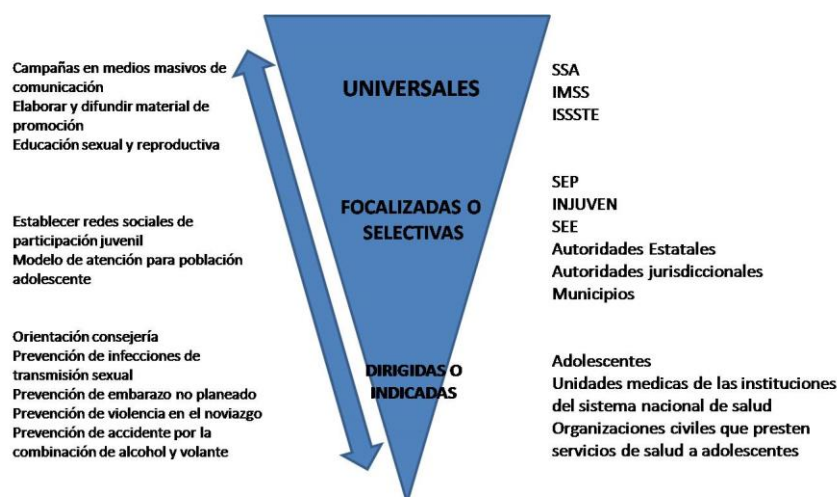 Campañas en medios masivos de
comunicación
Elaborar y difundir material de
promoción
Educación sexual y reproductiva
UNIVERSALES
SSA
IMSS
ISSSTE
Establecer redes sociales de
participación juvenil
Modelo de atención para población
adolescente
FOCALIZADAS O
SELECTIVAS
SEP
INJUVEN
SEE
Autoridades Estatales
Autoridades jurisdiccionales
Municipios
Orientación consejería
Prevención de infecciones de
transmisión sexual
Prevención de embarazo no planeado
Prevención de violencia en el noviazgo
Prevención de accidente por la
combinación de alcohol y volante
DIRIGIDAS O
INDICADAS
Adolescentes
Unidades medicas de las instituciones
del sistema nacional de salud
Organizaciones civiles que presten
servicios de salud a adolescentes